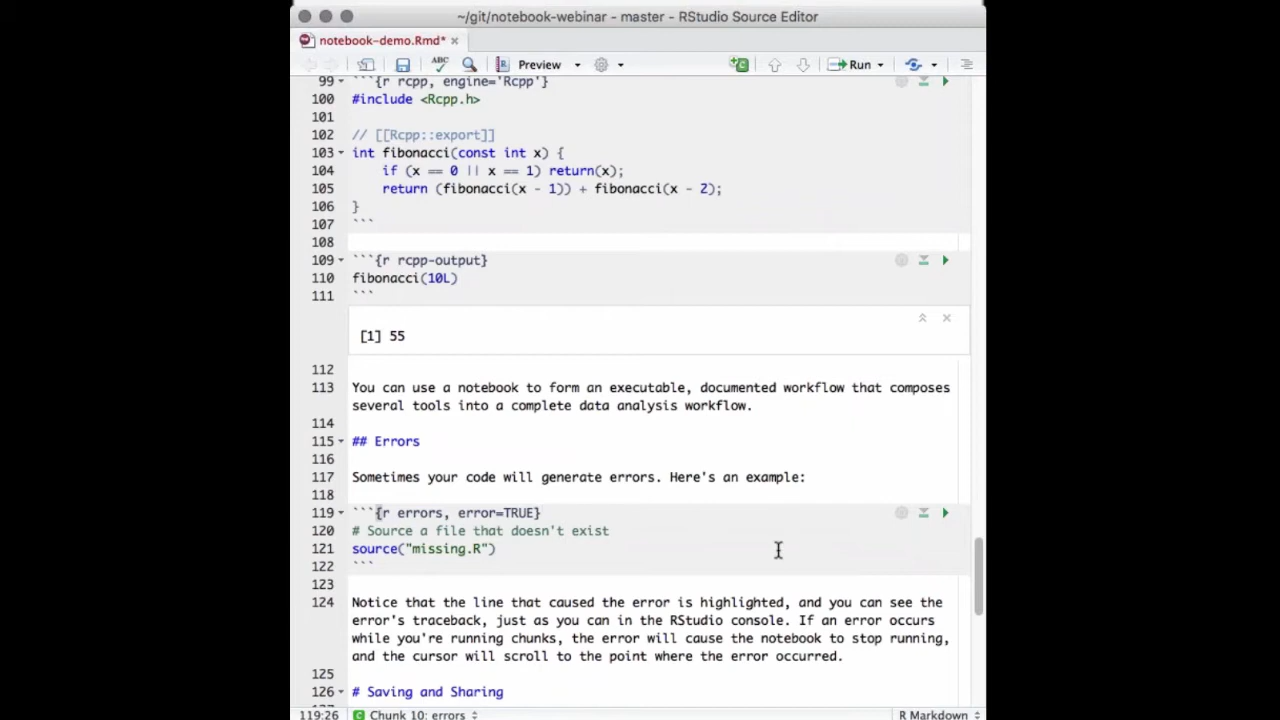 ~/git/notebook-webinar - master - RStudio Source Editor
notebook-demo.Rmd*
ABC Preview Run
99 ```{r rcpp, engine='Rcpp'}
100 #include <Rcpp.h>
101
102 // [[Rcpp::export]]
103 int fibonacci(const int x) {
104 if (x == 0 || x == 1) return(x);
105 return (fibonacci(x - 1)) + fibonacci(x - 2);
106 }
107 ```
108
109 ```{r rcpp-output}
110 fibonacci(10L)
111 ```
[1] 55
112
113 You can use a notebook to form an executable, documented workflow that composes
several tools into a complete data analysis workflow.
114
115 ## Errors
116
117 Sometimes your code will generate errors. Here's an example:
118
119 ```{r errors, error=TRUE}
120 # Source a file that doesn't exist
121 source("missing.R")
122 ```
123
124 Notice that the line that caused the error is highlighted, and you can see the
error's traceback, just as you can in the RStudio console. If an error occurs
while you're running chunks, the error will cause the notebook to stop running,
and the cursor will scroll to the point where the error occurred.
125
126 # Saving and Sharing
119:26 C Chunk 10: errors R Markdown